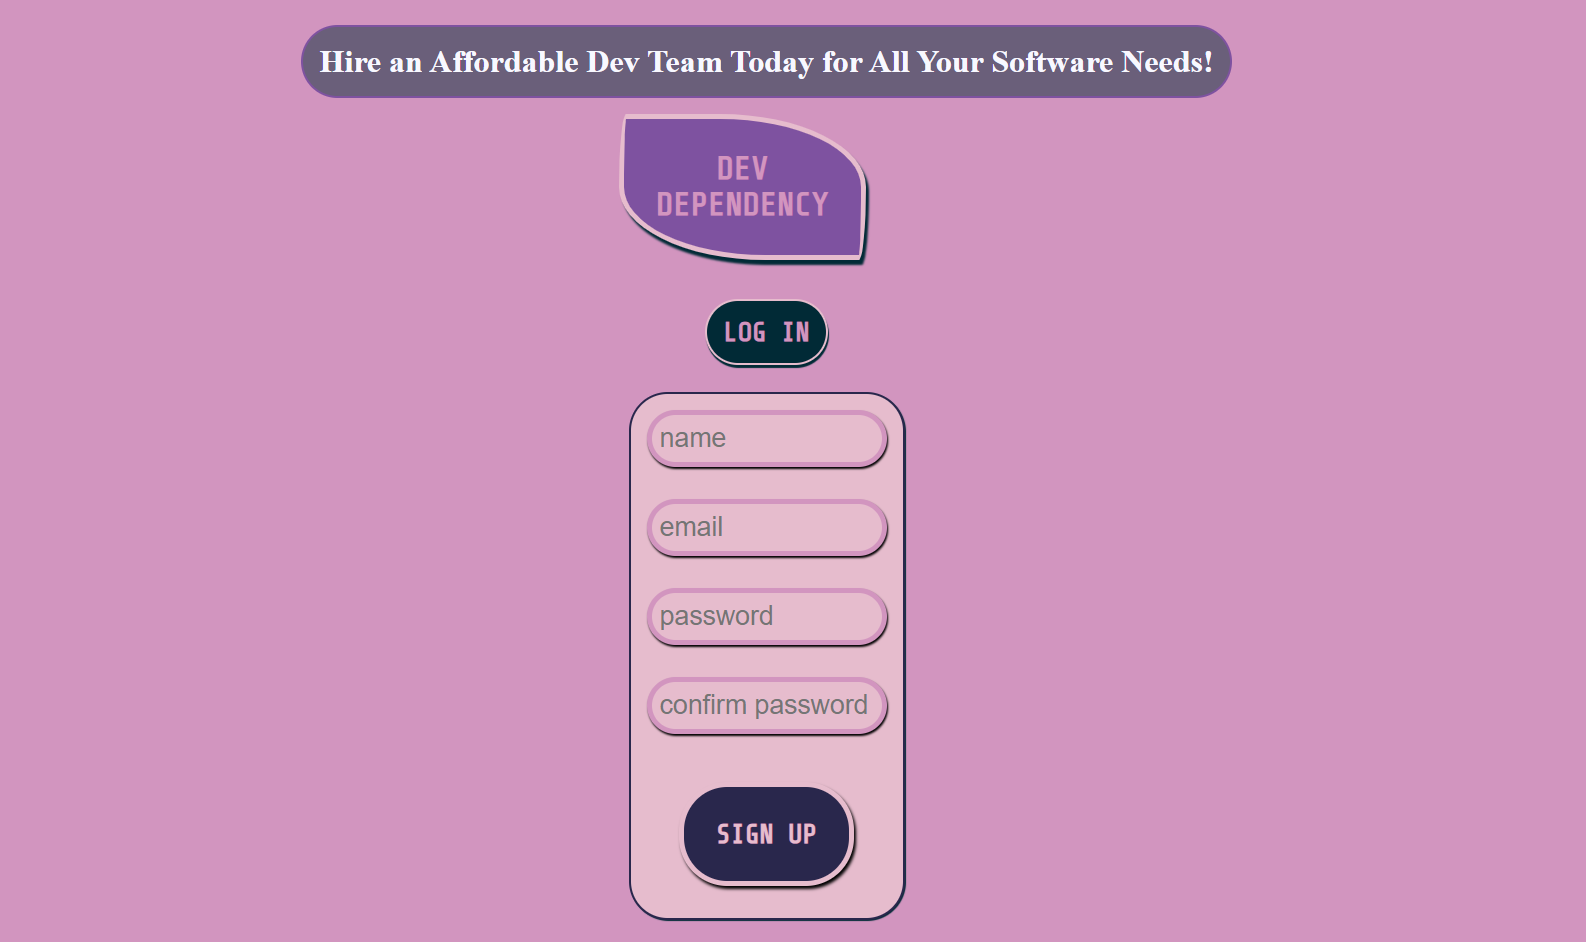 Hire an Affordable Dev Team Today for All Your Software Needs!
DEV
DEPENDENCY
LOG IN
name
email
password
confirm password
SIGN UP